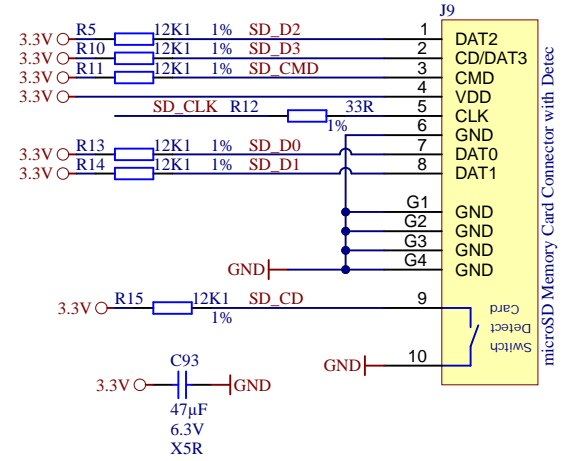 J9
3.3V R5 12K1 1% SD_D2 1 DAT2
3.3V R10 12K1 1% SD_D3 2 CD/DAT3
3.3V R11 12K1 1% SD_CMD 3 CMD
3.3V 4 VDD
SD_CLK R12 33R 5 CLK
1%
6 GND
3.3V R13 12K1 1% SD_D0 7 DAT0
3.3V R14 12K1 1% SD_D1 8 DAT1
G1 GND
G2 GND
G3 GND
GND G4 GND
3.3V R15 12K1 SD_CD 9
1%
Card
Detect
Switch
GND 10
microSD Memory Card Connector with Detec
C93
3.3V GND
47µF
6.3V
X5R